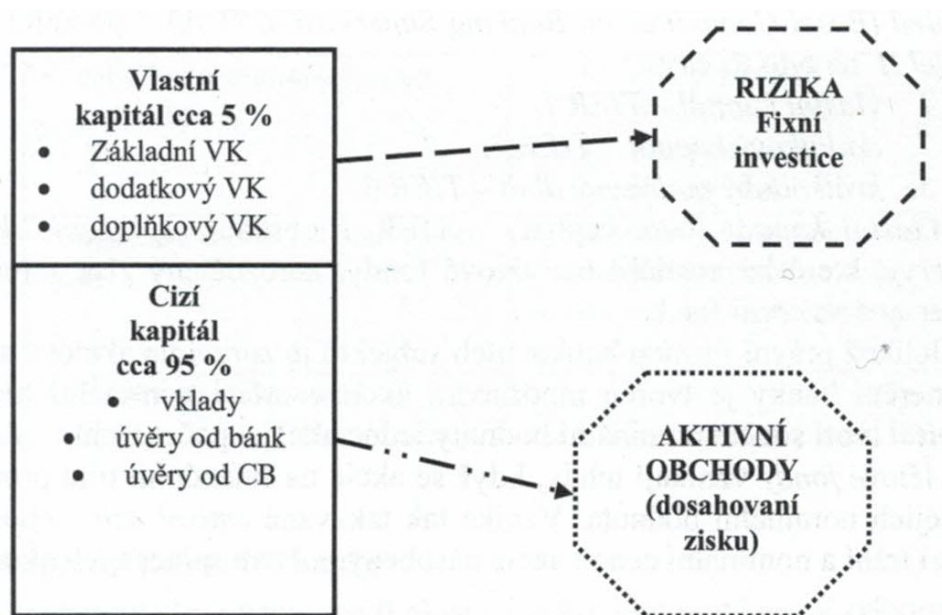 Vlastní
kapitál cca 5 %
• Základní VK
• dodatkový VK
• doplňkový VK
Cizí
kapitál
cca 95 %
• vklady
• úvěry od bánk
• úvěry od CB
RIZIKA
Fixní
investice
AKTIVNÍ
OBCHODY
(dosahovaní
zisku)